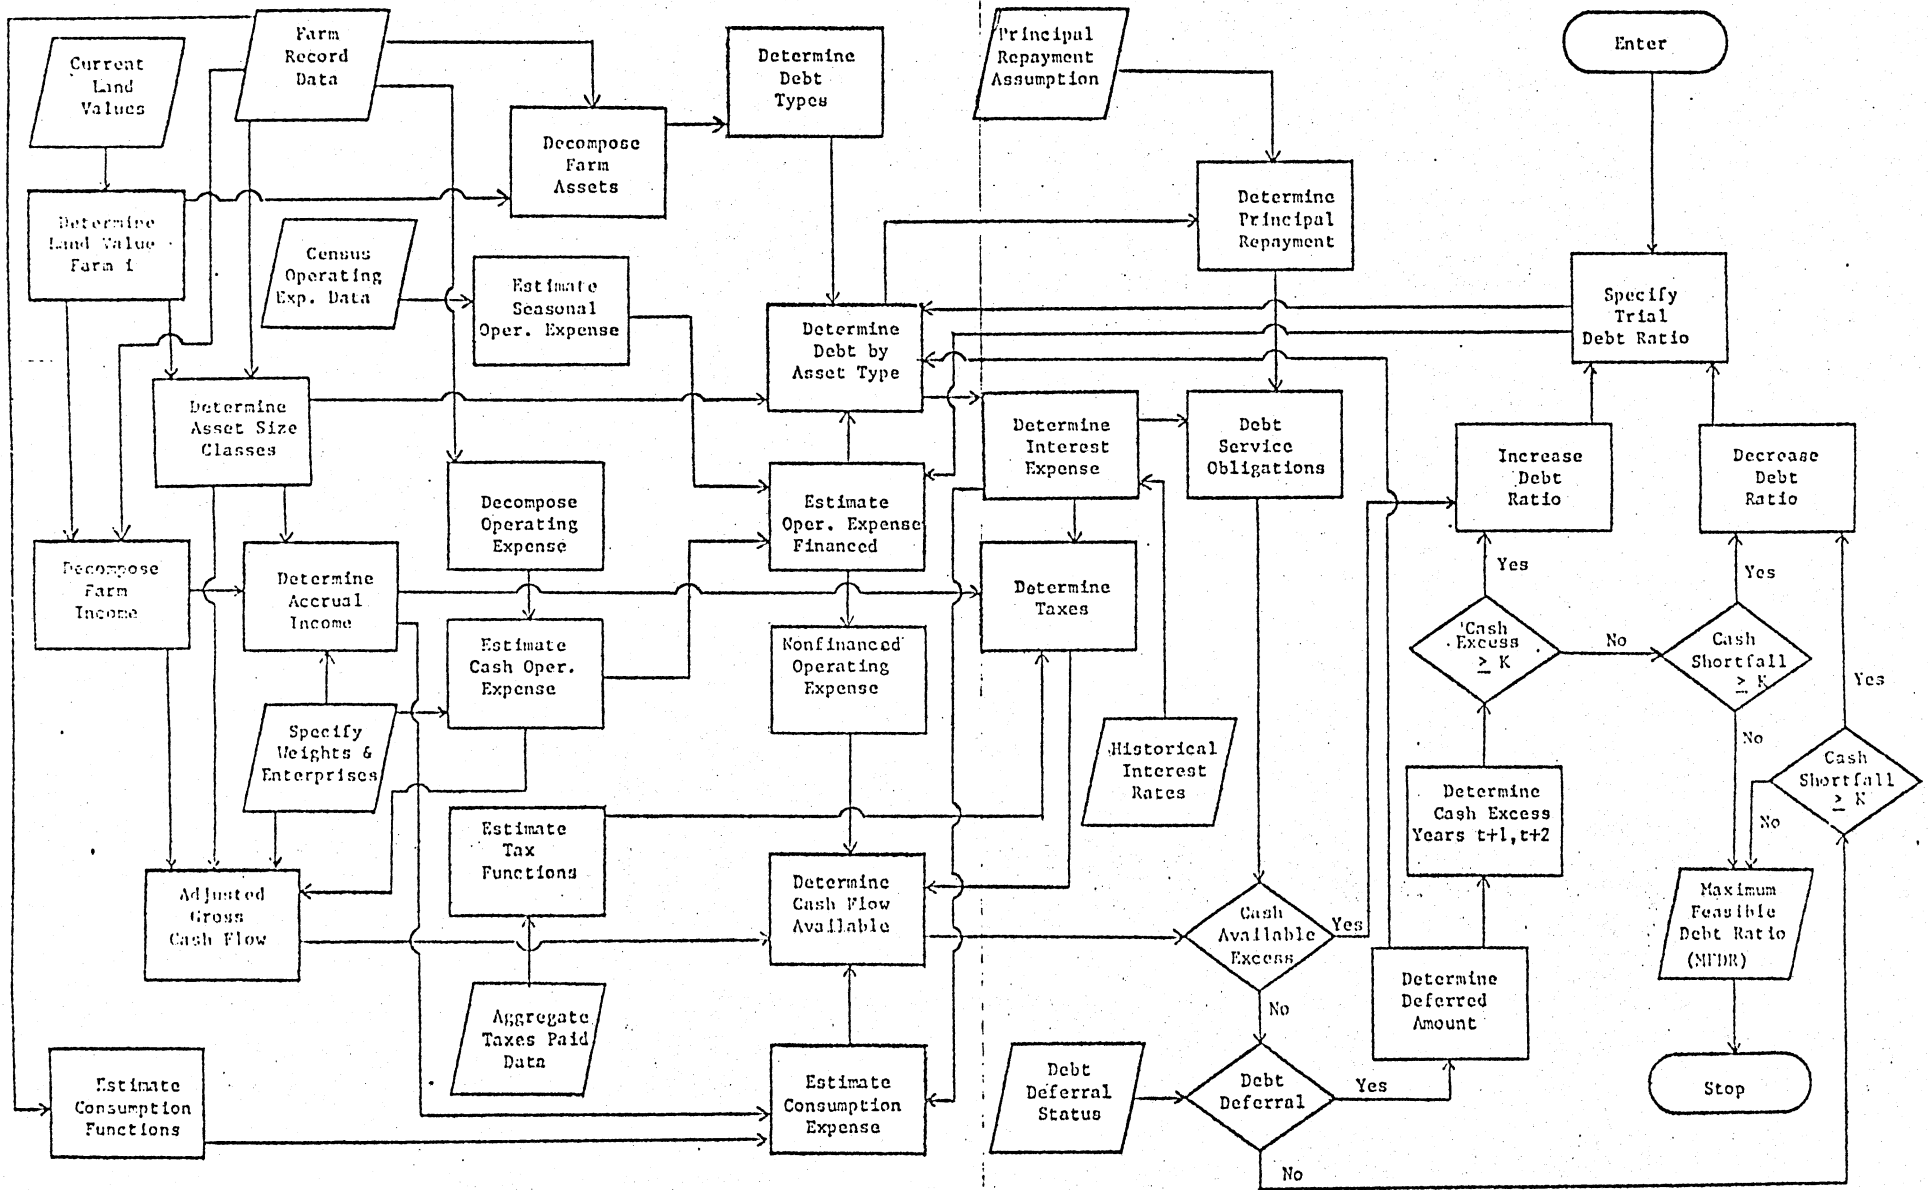 Farm
Record
Data
Current
Land
Values
Determine
Debt
Types
Principal
Repayment
Assumption
Enter
Decompose
Farm
Assets
Determine
Land Value
Farm i
Determine
Principal
Repayment
Census
Operating
Exp. Data
Estimate
Seasonal
Oper. Expense
Determine
Debt by
Asset Type
Specify
Trial
Debt Ratio
Determine
Asset Size
Classes
Determine
Interest
Expense
Debt
Service
Obligations
Increase
Debt
Ratio
Decrease
Debt
Ratio
Decompose
Operating
Expense
Estimate
Oper. Expense
Financed
Decompose
Farm
Income
Determine
Accrual
Income
Determine
Taxes
Yes
Yes
Estimate
Cash Oper.
Expense
Nonfinanced
Operating
Expense
Cash
Excess
≥ K
No
Cash
Shortfall
≥ K
Yes
Specify
Weights &
Enterprises
Historical
Interest
Rates
No
Cash
Shortfall
≥ K
Determine
Cash Excess
Years t+1,t+2
No
Estimate
Tax
Functions
Adjusted
Gross
Cash Flow
Determine
Cash Flow
Available
Cash
Available
Excess
Yes
Maximum
Feasible
Debt Ratio
(MFDR)
Determine
Deferred
Amount
No
Aggregate
Taxes Paid
Data
Estimate
Consumption
Functions
Estimate
Consumption
Expense
Debt
Deferral
Status
Debt
Deferral
Yes
Stop
No